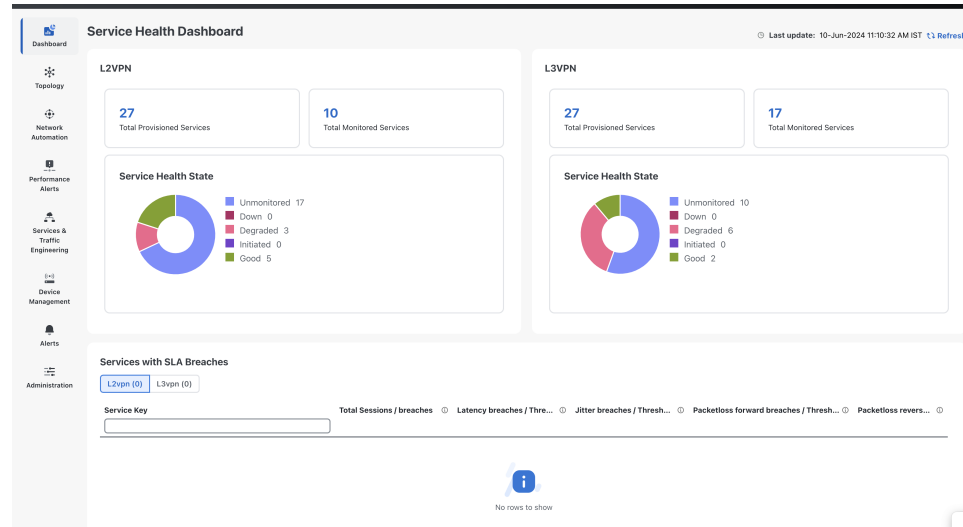 Service Health Dashboard
Last update: 10-Jun-2024 11:10:32 AM IST
Refresh
Dashboard
Topology
Network
Automation
Performance
Alerts
Services &
Traffic
Engineering
Device
Management
Alerts
Administration
L2VPN
27
Total Provisioned Services
10
Total Monitored Services
Service Health State
Unmonitored 17
Down 0
Degraded 3
Initiated 0
Good 5
L3VPN
27
Total Provisioned Services
17
Total Monitored Services
Service Health State
Unmonitored 10
Down 0
Degraded 6
Initiated 0
Good 2
Services with SLA Breaches
L2vpn (0) L3vpn (0)
Service Key Total Sessions / breaches Latency breaches / Thre... Jitter breaches / Thresh... Packetloss forward breaches / Thresh... Packetloss revers...
No rows to show